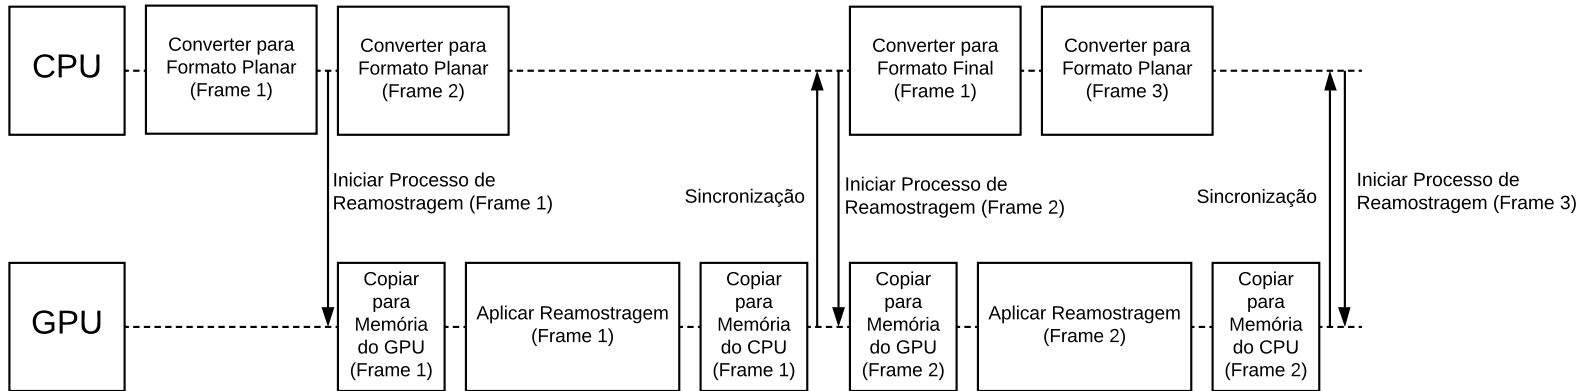 CPU
Converter para
Formato Planar
(Frame 1)
Converter para
Formato Planar
(Frame 2)
Converter para
Formato Final
(Frame 1)
Converter para
Formato Planar
(Frame 3)
Iniciar Processo de
Reamostragem (Frame 1)
Sincronização
Iniciar Processo de
Reamostragem (Frame 2)
Sincronização
Iniciar Processo de
Reamostragem (Frame 3)
GPU
Copiar
para
Memória
do GPU
(Frame 1)
Aplicar Reamostragem
(Frame 1)
Copiar
para
Memória
do CPU
(Frame 1)
Copiar
para
Memória
do GPU
(Frame 2)
Aplicar Reamostragem
(Frame 2)
Copiar
para
Memória
do CPU
(Frame 2)